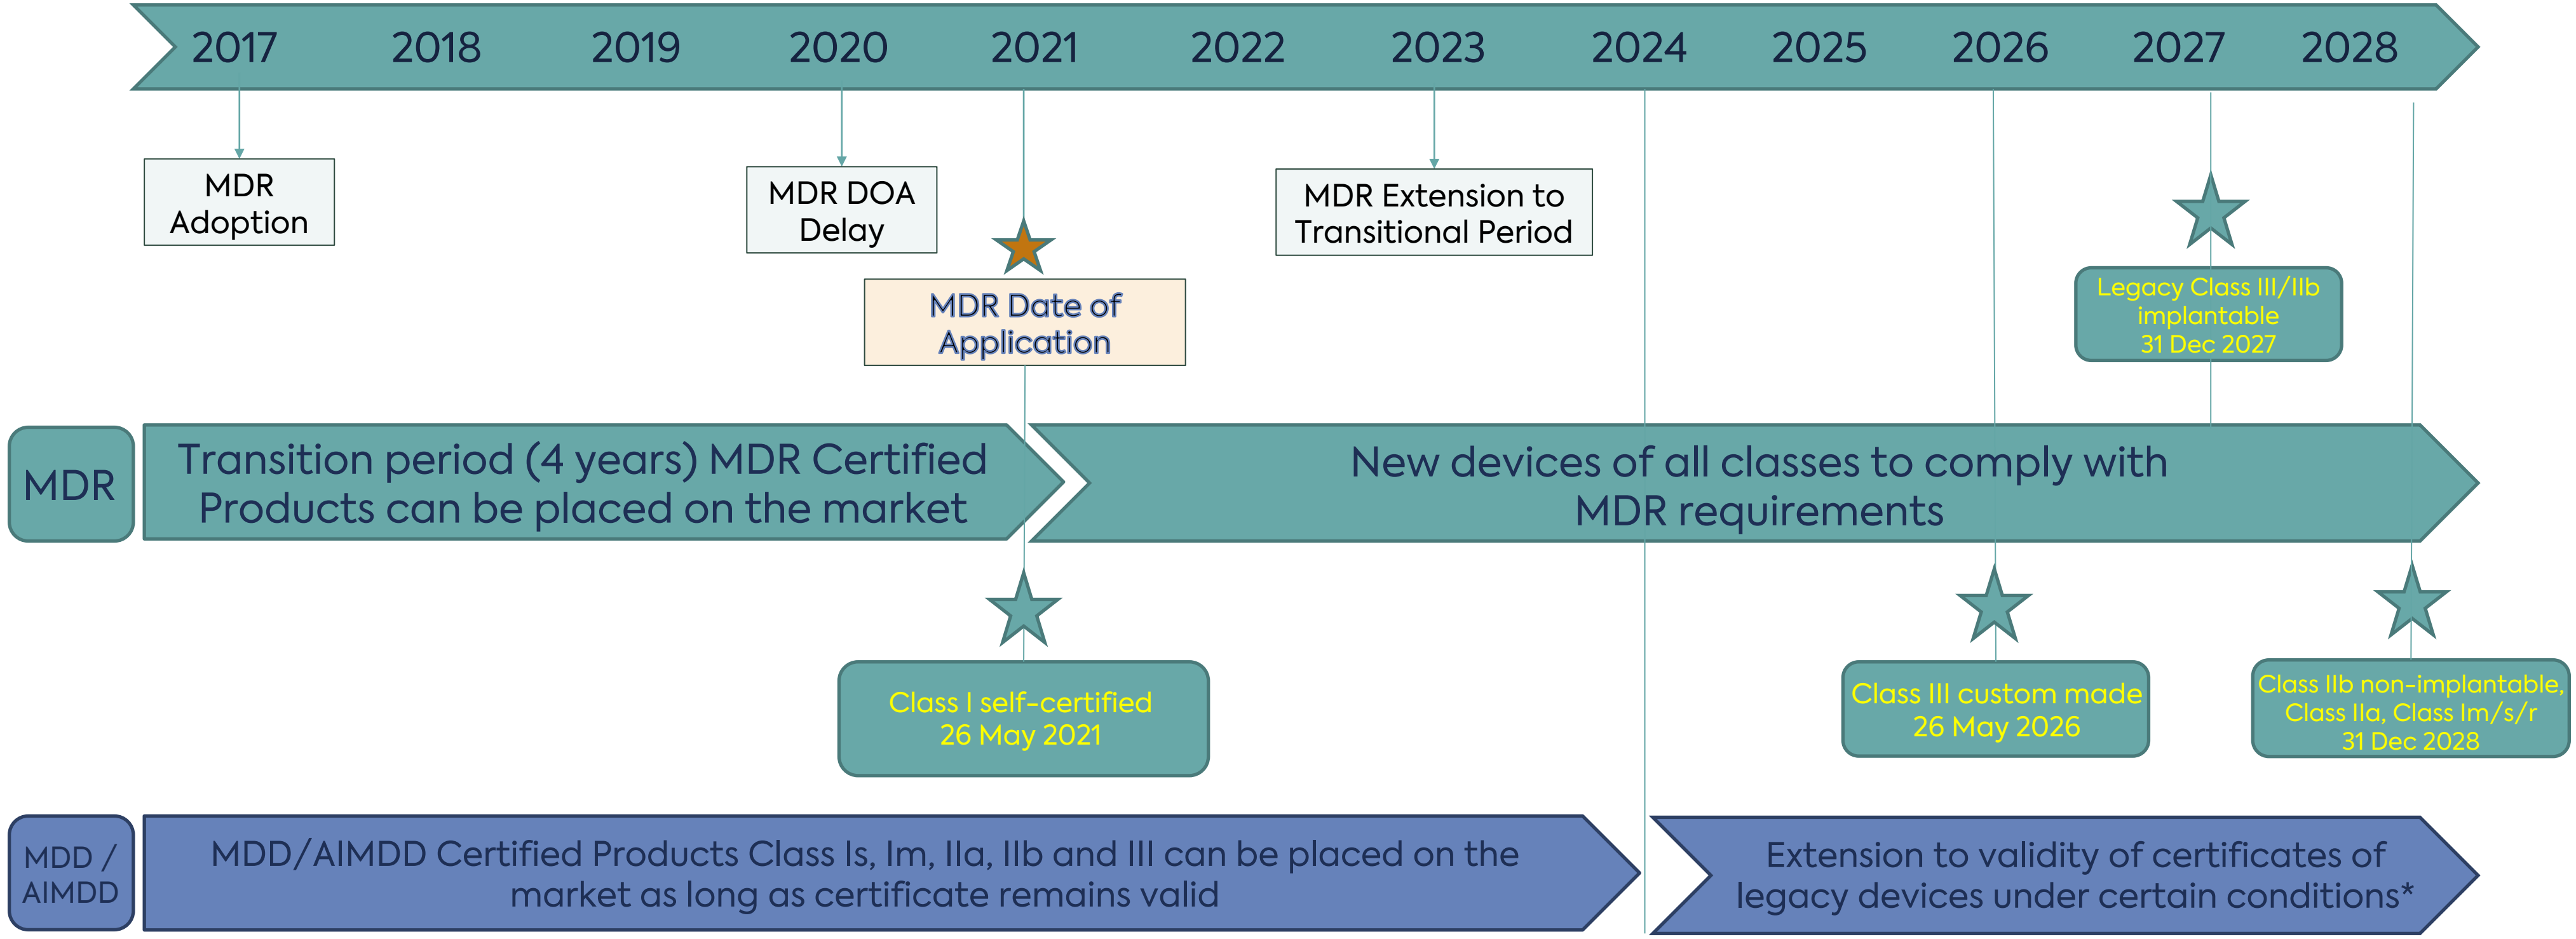 2017 2018 2019 2020 2021 2022 2023 2024 2025 2026 2027 2028
MDR
Adoption
MDR DOA
Delay
MDR Date of
Application
MDR Extension to
Transitional Period
Legacy Class III/IIb
implantable
31 Dec 2027
MDR
Transition period (4 years) MDR Certified
Products can be placed on the market
New devices of all classes to comply with
MDR requirements
Class I self-certified
26 May 2021
Class III custom made
26 May 2026
Class IIb non-implantable,
Class IIa, Class Im/s/r
31 Dec 2028
MDD /
AIMDD
MDD/AIMDD Certified Products Class Is, Im, IIa, IIb and III can be placed on the
market as long as certificate remains valid
Extension to validity of certificates of
legacy devices under certain conditions*